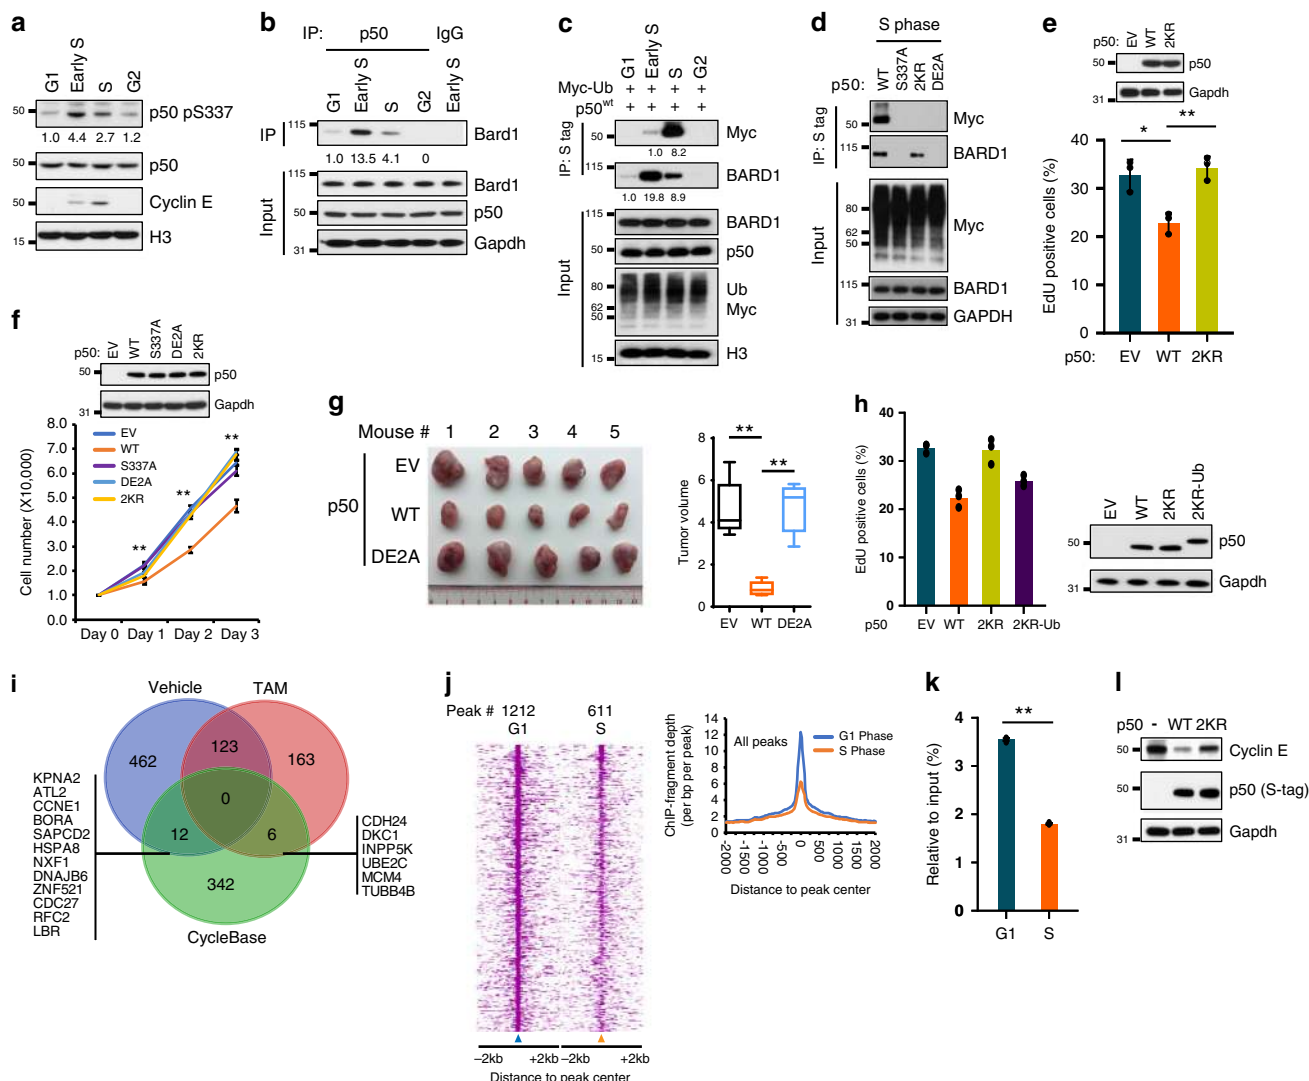 a
G1 Early S S G2
50 p50 pS337
1.0 4.4 2.7 1.2
50 p50
50 Cyclin E
15 H3
b
IP: p50 IgG
G1 Early S S G2 Early S
IP 115 Bard1
1.0 13.5 4.1 0
Input
115 Bard1
50 p50
31 Gapdh
c
G1 Early S S G2
Myc-Ub + + + +
p50wt + + + +
IP: S tag
50 Myc
1.0 8.2
115 BARD1
1.0 19.8 8.9
Input
115 BARD1
50 p50
80 62 50 Ub Myc
15 H3
d
S phase
p50: WT S337A 2KR DE2A
IP: S tag
50 Myc
115 BARD1
Input
80 62 50 Myc
115 BARD1
31 GAPDH
e
p50: EV WT 2KR
50 p50
31 Gapdh
* **
EdU positive cells (%)
40
30
20
10
0
p50: EV WT 2KR
f
p50: EV WT S337A DE2A 2KR
50 p50
31 Gapdh
Cell number (X10,000)
8.0
7.0
6.0
5.0
4.0
3.0
2.0
1.0
0.0
EV
WT
S337A
DE2A
2KR
** ** **
Day 0 Day 1 Day 2 Day 3
g
Mouse # 1 2 3 4 5
p50
EV
WT
DE2A
Tumor volume
8
6
4
2
0
** **
EV WT DE2A
h
EdU positive cells (%)
40
30
20
10
0
p50 EV WT 2KR 2KR-Ub
EV WT 2KR 2KR-Ub
50 p50
31 Gapdh
i
Vehicle TAM
462 123 163
0
12 6
342
CycleBase
KPNA2
ATL2
CCNE1
BORA
SAPCD2
HSPA8
NXF1
DNAJB6
ZNF521
CDC27
RFC2
LBR
CDH24
DKC1
INPP5K
UBE2C
MCM4
TUBB4B
j
Peak # 1212 611
G1 S
−2kb +2kb −2kb +2kb
Distance to peak center
ChIP-fragment depth
(per bp per peak)
14
12
10
8
6
4
2
0
All peaks
G1 Phase
S Phase
-2000 -1500 -1000 -500 0 500 1000 1500 2000
Distance to peak center
k
Relative to input (%)
4
3
2
1
0
**
G1 S
l
p50 - WT 2KR
50 Cyclin E
50 p50 (S-tag)
31 Gapdh